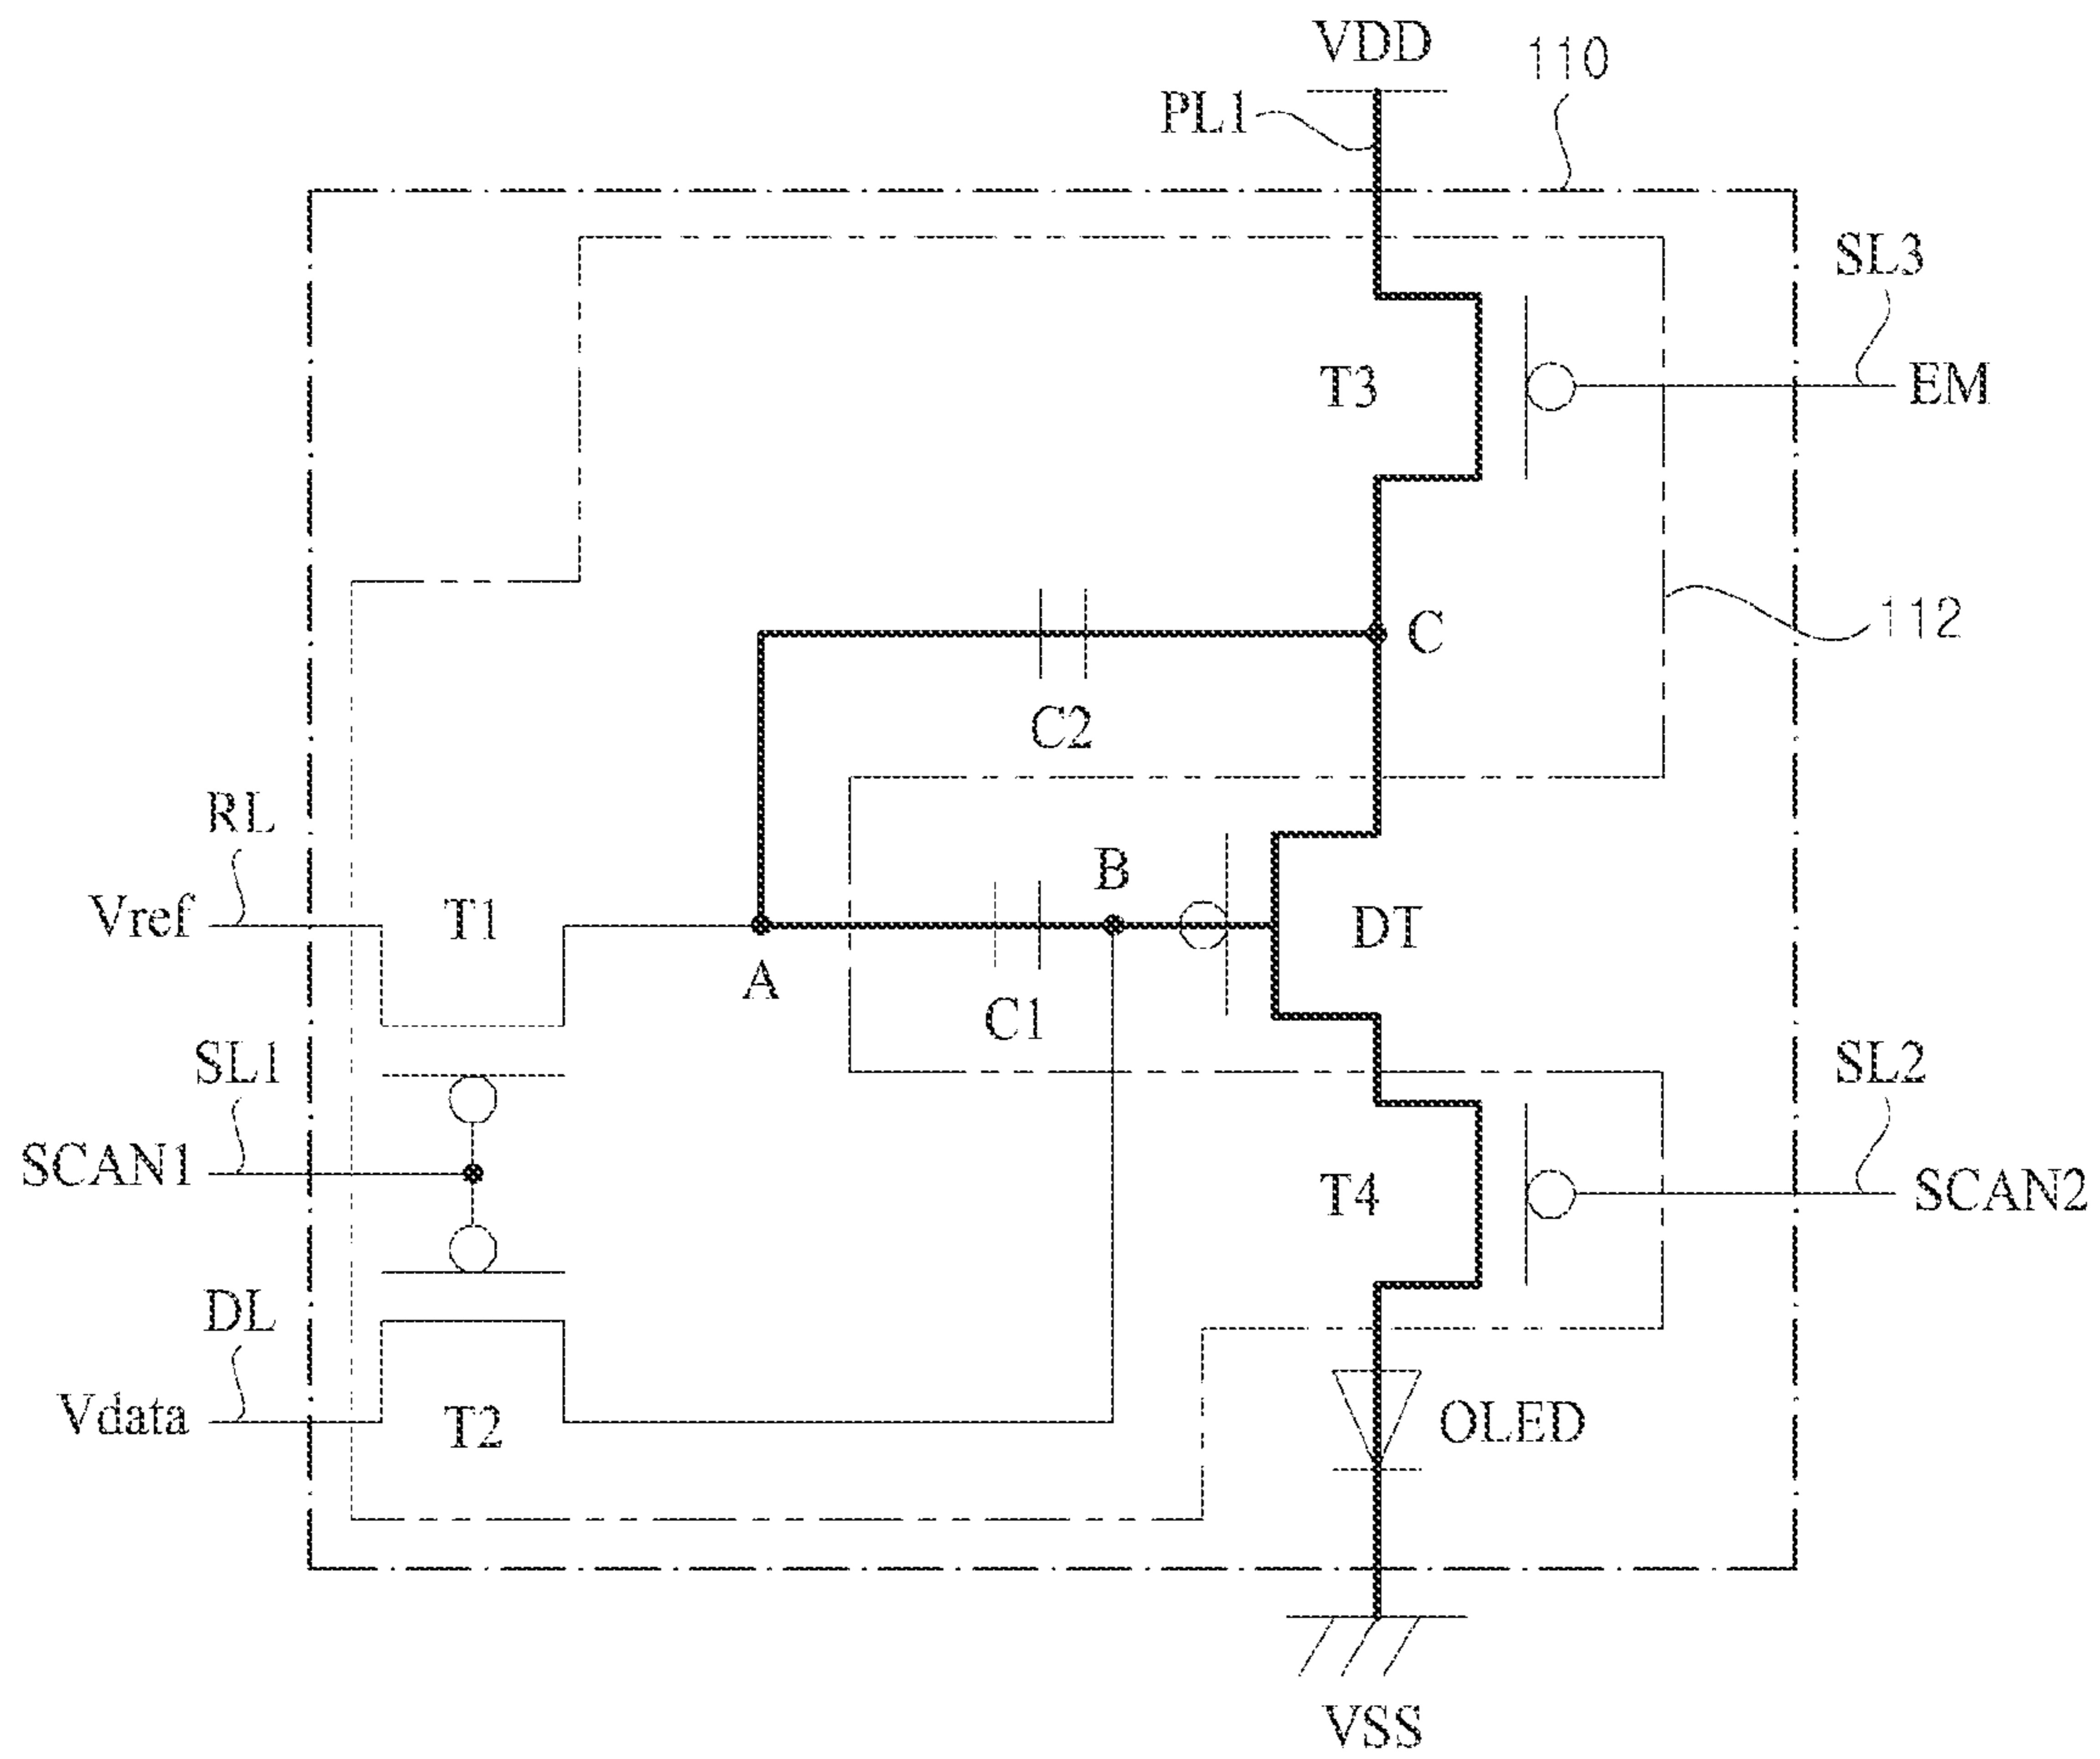 VDD
110
PL1
SL3
T3
EM
C
112
C2
RL
B
Vref
T1
DT
A
C1
SL1
SL2
SCAN1
T4
SCAN2
DL
Vdata
T2
OLED
VSS